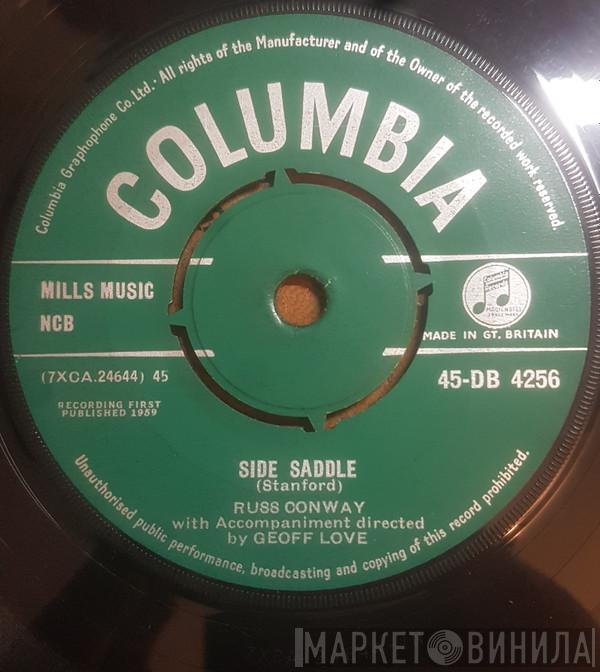 Columbia Graphophone Co. Ltd. · All rights of the Manufacturer and of the Owner of the recorded work reserved.
COLUMBIA
MILLS MUSIC
NCB
MADE IN GT. BRITAIN
(7XCA.24644) 45
45-DB 4256
RECORDING FIRST
PUBLISHED 1959
SIDE SADDLE
(Stanford)
RUSS CONWAY
with Accompaniment directed
by GEOFF LOVE
Unauthorised public performance, broadcasting and copying of this record prohibited.
МАРКЕТ ВИНИЛА